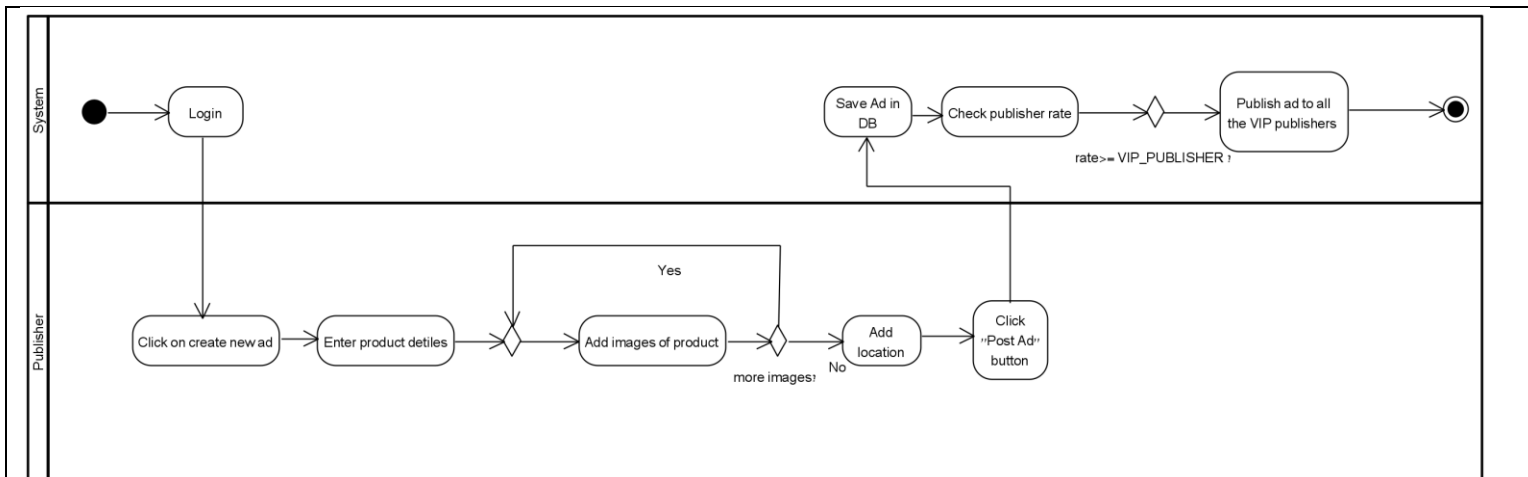 System
Login
Save Ad in
DB
Check publisher rate
rate>= VIP_PUBLISHER ?
Publish ad to all
the VIP publishers
Publisher
Click on create new ad
Enter product detiles
Yes
Add images of product
more images?
No
Add
location
Click
"Post Ad"
button